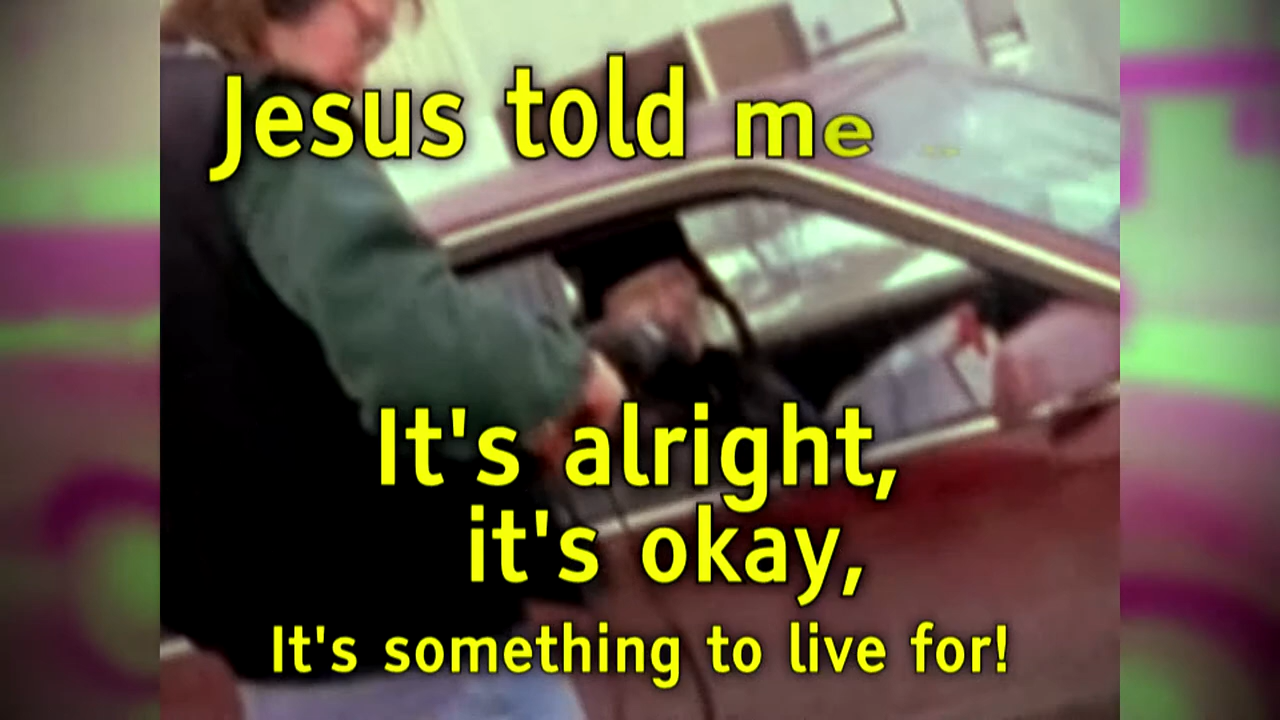 Jesus told me
It's alright,
it's okay,
It's something to live for!